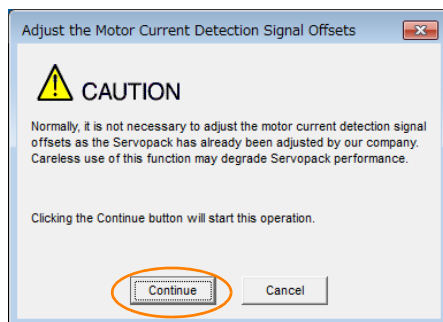 Adjust the Motor Current Detection Signal Offsets
CAUTION
Normally, it is not necessary to adjust the motor current detection signal
offsets as the Servopack has already been adjusted by our company.
Careless use of this function may degrade Servopack performance.
Clicking the Continue button will start this operation.
Continue
Cancel